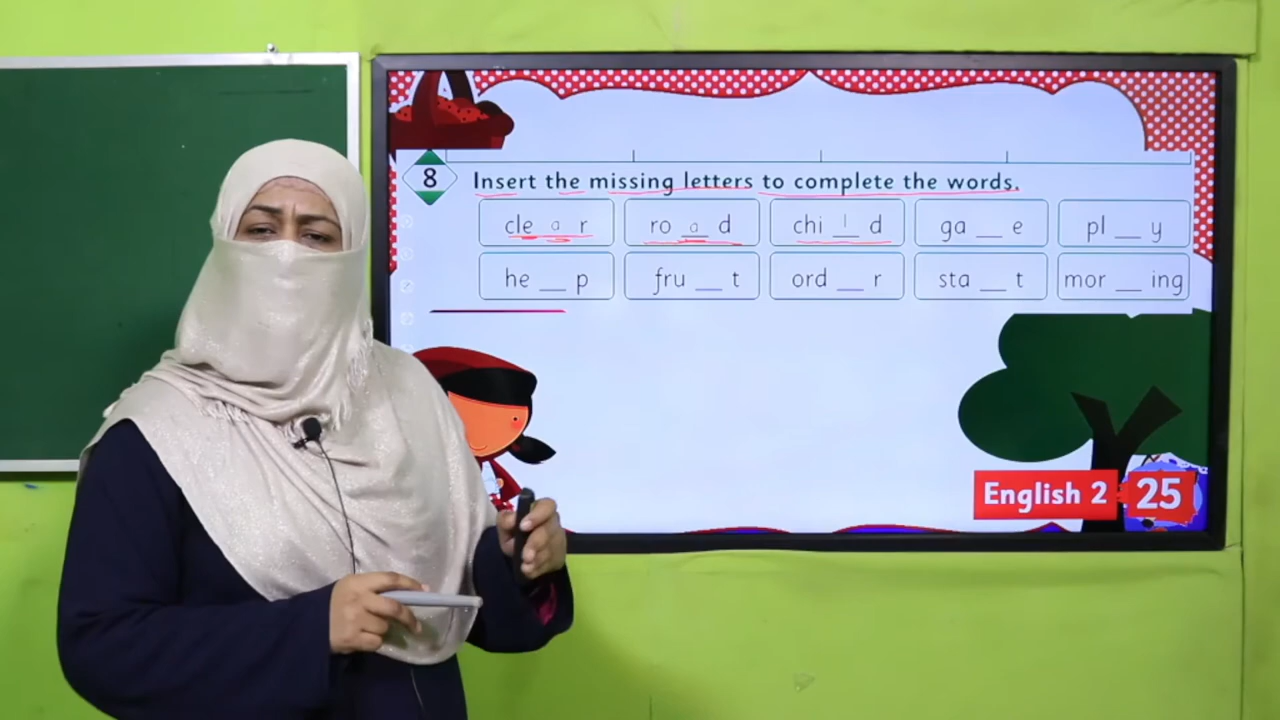 8 Insert the missing letters to complete the words.
cle a r ro a d chi l d ga __ e pl __ y
he __ p fru __ t ord __ r sta __ t mor __ ing
English 2 25